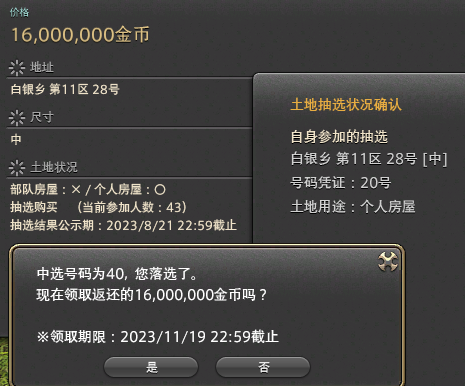 价格
16,000,000金币
地址
白银乡 第11区 28号
尺寸
中
土地状况
部队房屋：× / 个人房屋：○
抽选购买 （当前参加人数：43）
抽选结果公示期：2023/8/21 22:59截止
土地抽选状况确认
自身参加的抽选
白银乡 第11区 28号 [中]
号码凭证：20号
土地用途：个人房屋
中选号码为40, 您落选了。
现在领取返还的16,000,000金币吗？
※领取期限：2023/11/19 22:59截止
是
否